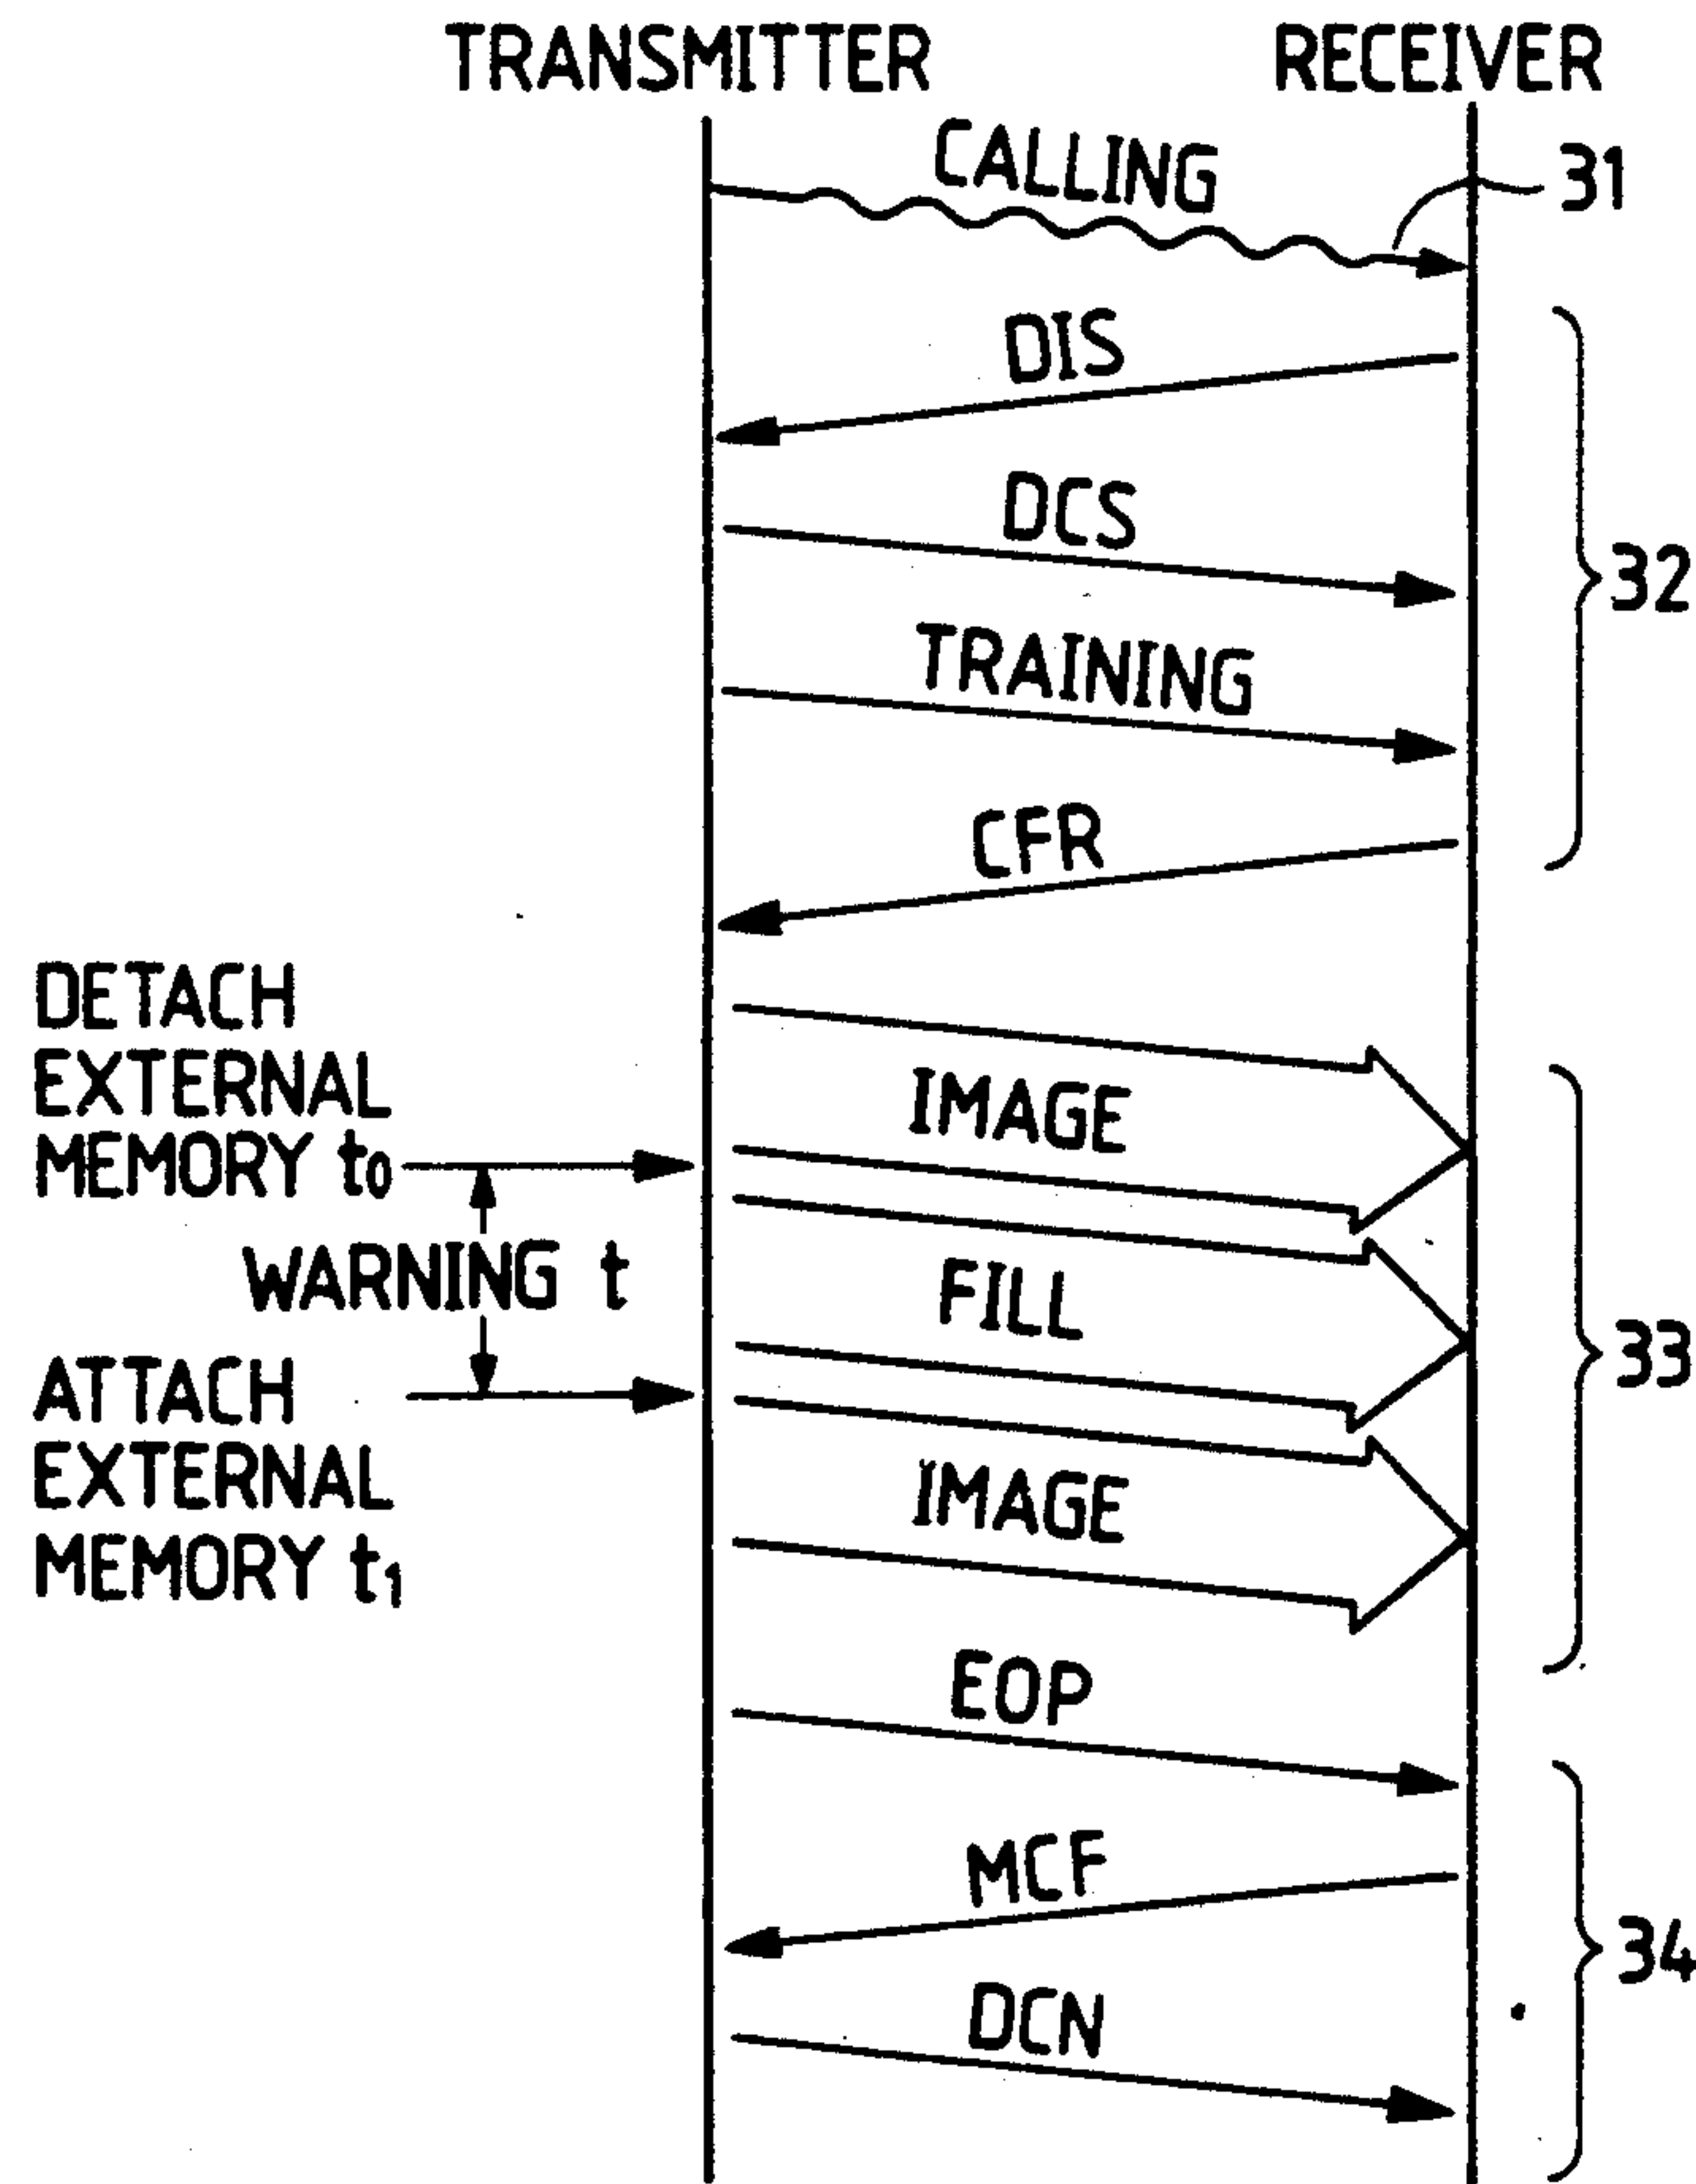 TRANSMITTER RECEIVER
CALLING
31
DIS
DCS
32
TRAINING
CFR
DETACH
EXTERNAL
MEMORY t0
IMAGE
WARNING t
FILL
33
ATTACH
EXTERNAL
MEMORY t1
IMAGE
EOP
MCF
34
DCN